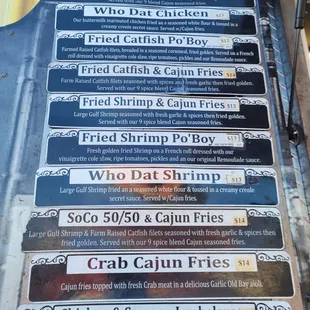 Who Dat Chicken $13
Our buttermilk marinated chicken fried an a seasoned white flour & tossed in a
creamy creole secret sauce. Served w/Cajun fries.
Fried Catfish Po'Boy
Farmed Raised Catfish filets, breaded in a seasoned cornmeal, fried golden. Served on a French
roll dressed with vinaigrette cole slaw, ripe tomatoes, pickles and our Remoulade sauce.
Fried Catfish & Cajun Fries $14
Farm Raised Catfish filets seasoned with spices and fresh garlic then fried golden.
Served with our 9 spice blend Cajun seasoned fries.
Fried Shrimp & Cajun Fries $13
Large Gulf Shrimp seasoned with fresh garlic & spices then fried golden.
Served with our 9 spice blend Cajun seasoned fries.
Fried Shrimp Po'Boy $13
Fresh golden fried Shrimp on a French roll dressed with our
vinaigrette cole slaw, ripe tomatoes, pickles and an our original Remoulade sauce.
Who Dat Shrimp $13
Large Gulf Shrimp fried an a seasoned white flour & tossed in a creamy creole
secret sauce. Served w/Cajun fries.
SoCo 50/50 & Cajun Fries $14
Large Gulf Shrimp & Farm Raised Catfish filets seasoned with fresh garlic & spices then
fried golden. Served with our 9 spice blend Cajun seasoned fries.
Crab Cajun Fries $14
Cajun fries topped with fresh Crab meat in a delicious Garlic Old Bay aioli.